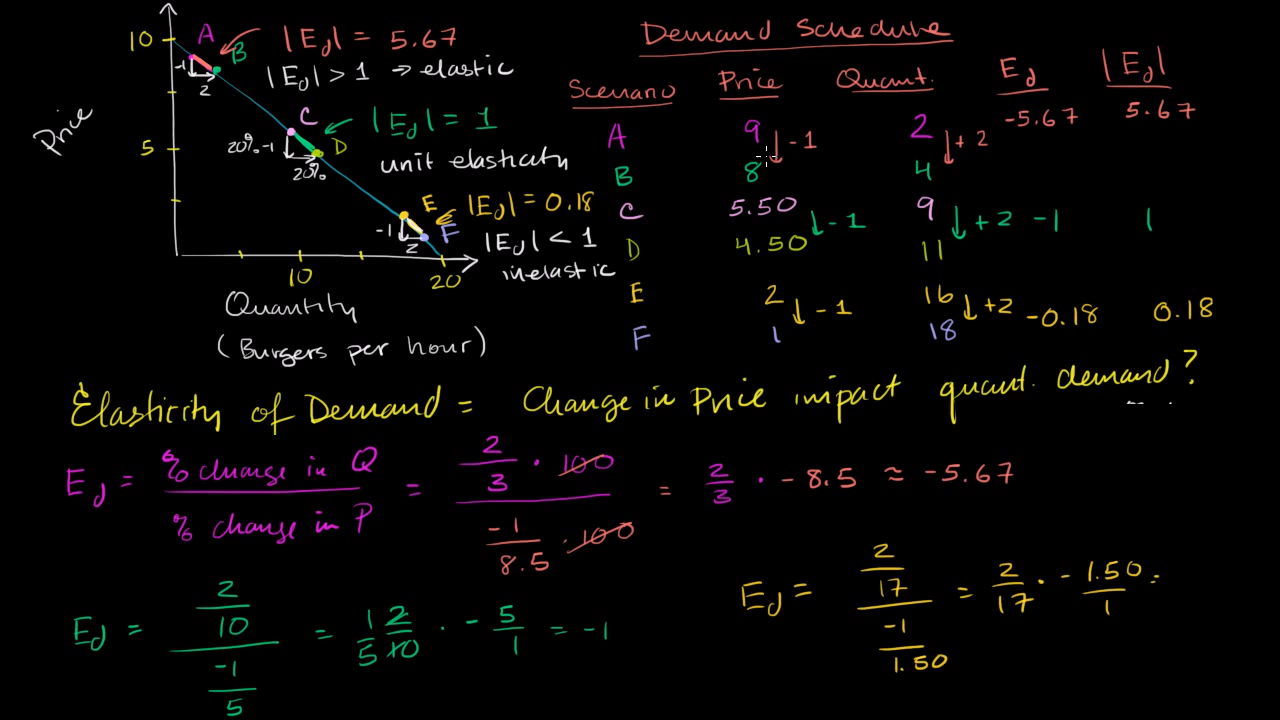 10
A
B
|Ed| = 5.67
|Ed| > 1 → elastic
-1
2
Price
C
|Ed| = 1
5
20% -1
D
20%
unit elasticity
E
|Ed| = 0.18
-1
F
2
|Ed| < 1
inelastic
10
20
Quantity
(Burgers per hour)
Demand Schedule
Scenario Price Quant. Ed |Ed|
A 9 ↓ -1 2 ↓ +2 -5.67 5.67
B 8 4
C 5.50 ↓ -1 9 ↓ +2 -1 1
D 4.50 11
E 2 ↓ -1 16 ↓ +2 -0.18 0.18
F 1 18
Elasticity of Demand = Change in Price impact quant. demand?
Ed = % change in Q / % change in P = 2/3 · 100 / -1/8.5 · 100 = 2/3 · -8.5 ≈ -5.67
Ed = 2/10 / -1/5 = 1/5 2/10 · -5/1 = -1
Ed = 2/17 / -1/1.50 = 2/17 · -1.50/1 =